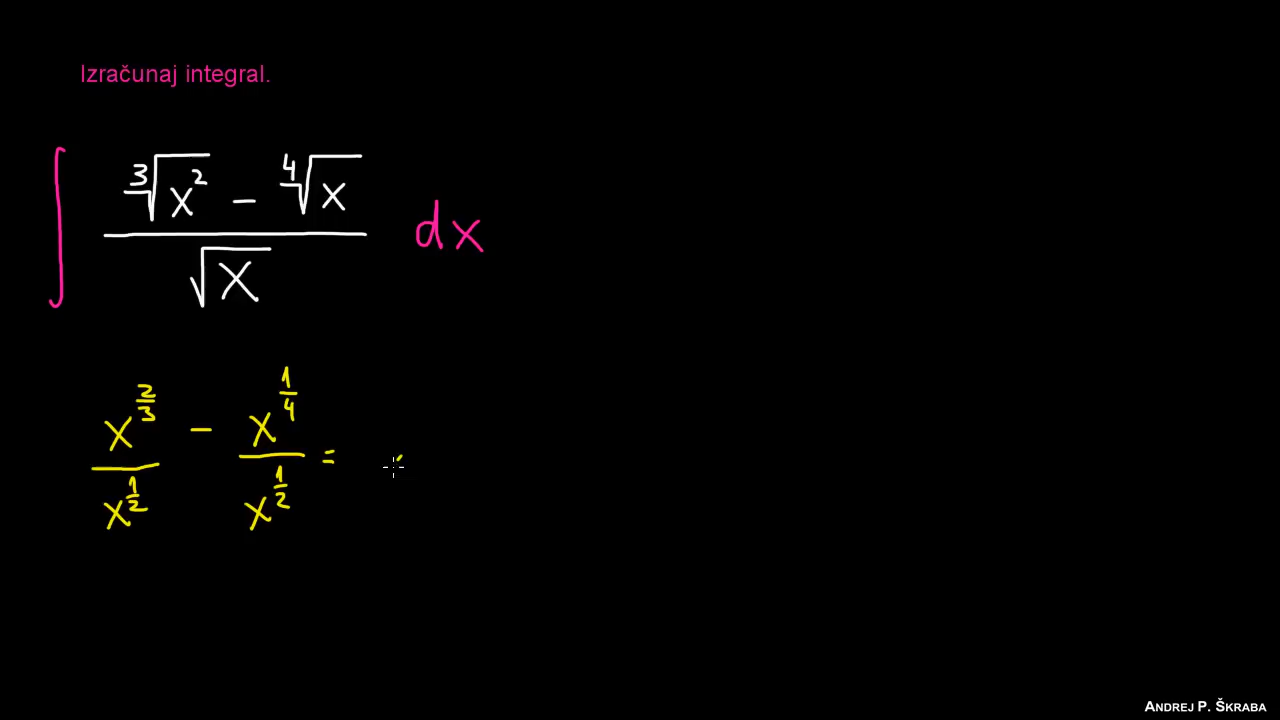 Izračunaj integral.
∫ (∛(x²) − ∜x) / √x dx
x^(2/3) / x^(1/2) − x^(1/4) / x^(1/2) =
ANDREJ P. ŠKRABA